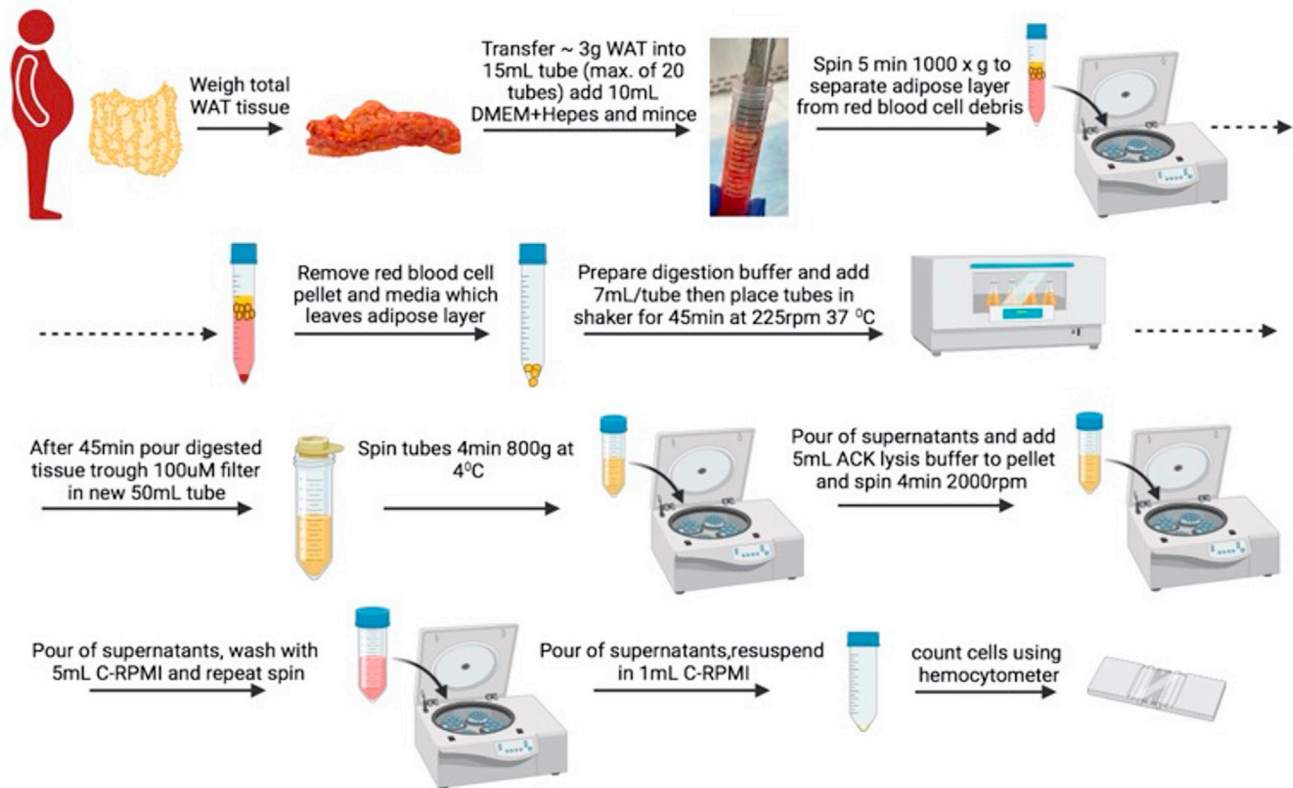 Weigh total
WAT tissue
Transfer ~ 3g WAT into
15mL tube (max. of 20
tubes) add 10mL
DMEM+Hepes and mince
Spin 5 min 1000 x g to
separate adipose layer
from red blood cell debris
Remove red blood cell
pellet and media which
leaves adipose layer
Prepare digestion buffer and add
7mL/tube then place tubes in
shaker for 45min at 225rpm 37 ⁰C
After 45min pour digested
tissue trough 100uM filter
in new 50mL tube
Spin tubes 4min 800g at
4⁰C
Pour of supernatants and add
5mL ACK lysis buffer to pellet
and spin 4min 2000rpm
Pour of supernatants, wash with
5mL C-RPMI and repeat spin
Pour of supernatants,resuspend
in 1mL C-RPMI
count cells using
hemocytometer